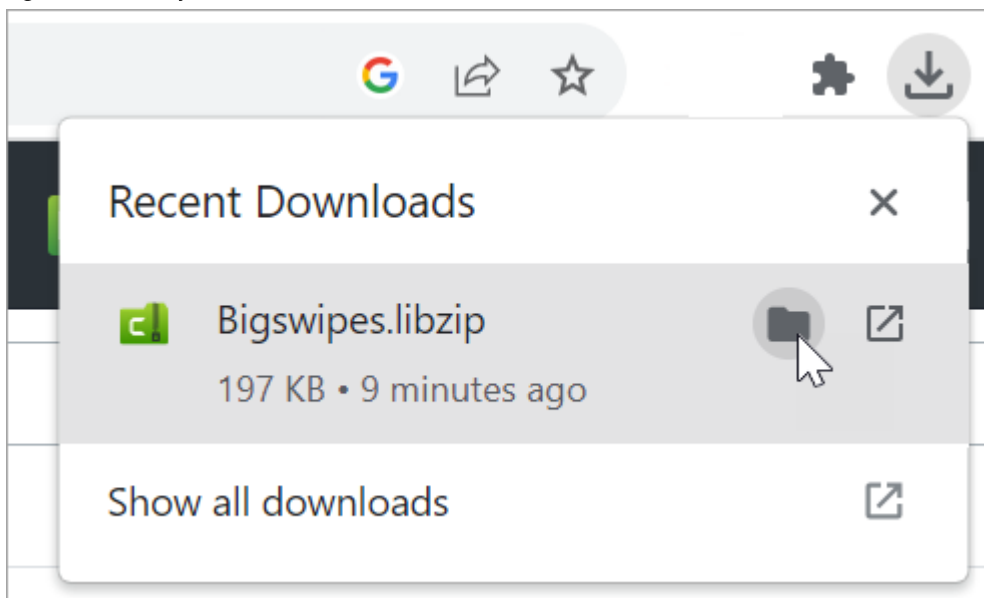 Recent Downloads
Bigswipes.libzip
197 KB • 9 minutes ago
Show all downloads